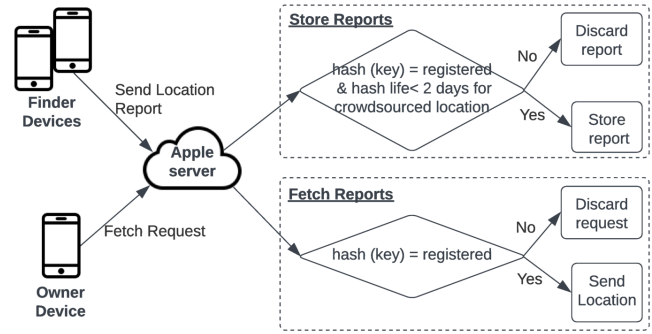 Store Reports
hash (key) = registered
& hash life< 2 days for
crowdsourced location
No
Discard
report
Yes
Store
report
Finder
Devices
Send Location
Report
Apple
server
Fetch Request
Owner
Device
Fetch Reports
hash (key) = registered
No
Discard
request
Yes
Send
Location